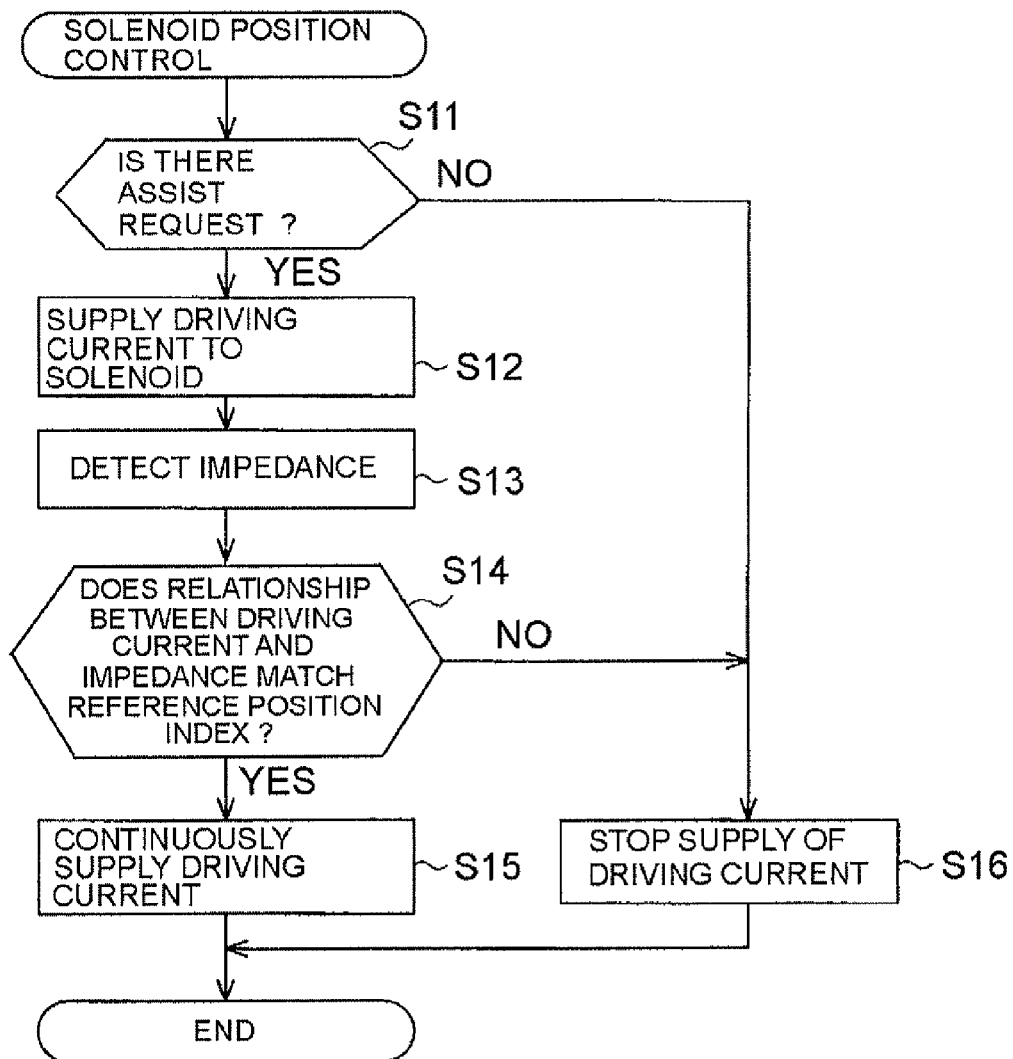 SOLENOID POSITION
CONTROL
S11
IS THERE
ASSIST
REQUEST ?
NO
YES
SUPPLY DRIVING
CURRENT TO
SOLENOID
S12
DETECT IMPEDANCE
S13
S14
DOES RELATIONSHIP
BETWEEN DRIVING
CURRENT AND
IMPEDANCE MATCH
REFERENCE POSITION
INDEX ?
NO
YES
CONTINUOUSLY
SUPPLY DRIVING
CURRENT
S15
STOP SUPPLY OF
DRIVING CURRENT
S16
END